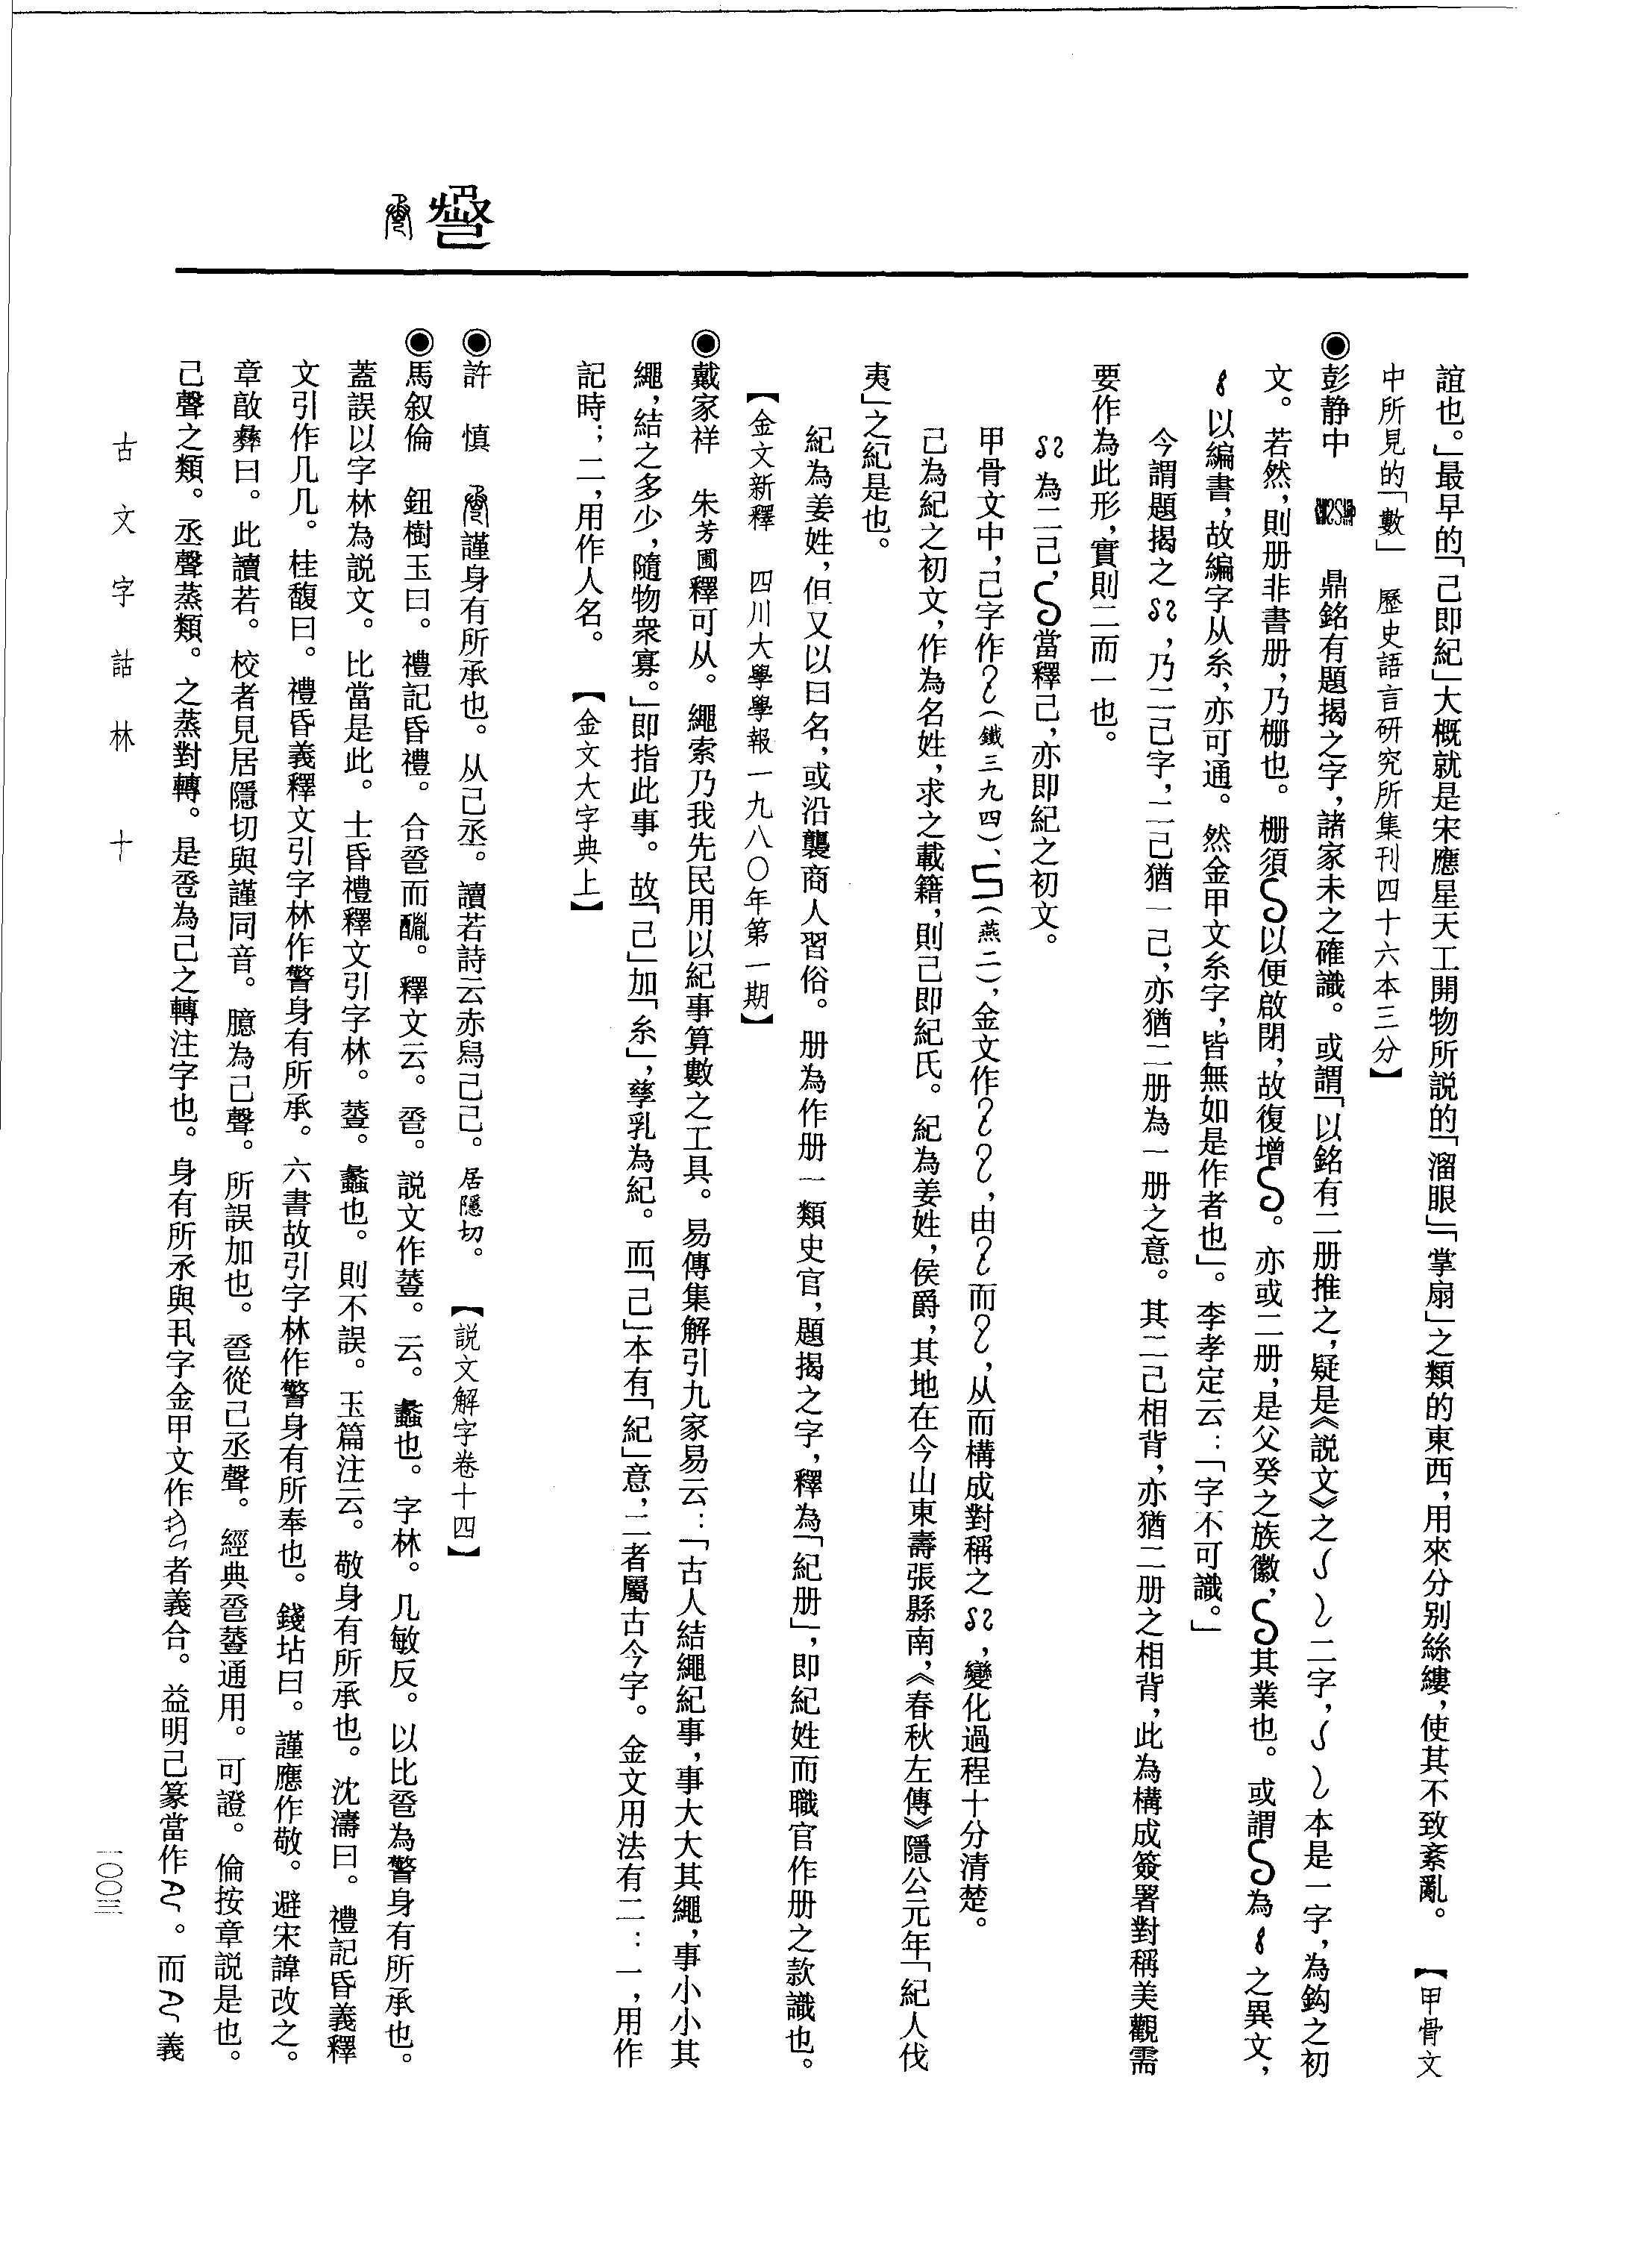 誼也。」最早的「己即紀」大概就是宋應星天工開物所説的「溜眼」「掌扇」之類的東西，用來分别絲縷，使其不致紊亂。　【甲骨文
中所見的「數」　歷史語言研究所集刊四十六本三分】
◉彭静中　鼎銘有題揭之字，諸家未之確識。或謂「以銘有二册推之，疑是《説文》之二字，本是一字，為鈎之初
文。若然，則册非書册，乃栅也。栅須以便啟閉，故復增。亦或二册，是父癸之族徽，其業也。或謂為之異文，
以編書，故編字从糸，亦可通。然金甲文糸字，皆無如是作者也」。李孝定云：「字不可識。」
今謂題揭之，乃二己字，二己猶一己，亦猶二册為一册之意。其二己相背，亦猶二册之相背，此為構成簽署對稱美觀需
要作為此形，實則二而一也。
為二己，當釋己，亦即紀之初文。
甲骨文中，己字作（鐵三九四）、（燕二），金文作，由而，从而構成對稱之，變化過程十分清楚。
己為紀之初文，作為名姓，求之載籍，則己即紀氏。紀為姜姓，侯爵，其地在今山東壽張縣南，《春秋左傳》隱公元年「紀人伐
夷」之紀是也。
紀為姜姓，但又以曰名，或沿襲商人習俗。册為作册一類史官，題揭之字，釋為「紀册」，即紀姓而職官作册之款識也。
【金文新釋　四川大學學報一九八〇年第一期】
◉戴家祥　朱芳圃釋可从。繩索乃我先民用以紀事算數之工具。易傳集解引九家易云：「古人結繩紀事，事大大其繩，事小小其
繩，結之多少，隨物衆寡。」即指此事。故「己」加「糸」，孳乳為紀。而「己」本有「紀」意，二者屬古今字。金文用法有二：一，用作
記時；二，用作人名。　【金文大字典上】
◉許　慎　謹身有所承也。从己丞。讀若詩云赤舄己己。居隱切。　【説文解字卷十四】
◉馬叙倫　鈕樹玉曰。禮記昏禮。合巹而酳。釋文云。巹。説文作䔖。云。蠡也。字林。几敏反。以比巹為警身有所承也。
蓋誤以字林為説文。比當是此。士昏禮釋文引字林。䔖。蠡也。則不誤。玉篇注云。敬身有所承也。沈濤曰。禮記昏義釋
文引作几几。桂馥曰。禮昏義釋文引字林作警身有所承。六書故引字林作警身有所奉也。錢坫曰。謹應作敬。避宋諱改之。
章敢彝曰。此讀若。校者見居隱切與謹同音。臆為己聲。所誤加也。巹從己丞聲。經典巹䔖通用。可證。倫按章説是也。
己聲之類。丞聲蒸類。之蒸對轉。是巹為己之轉注字也。身有所承與丮字金甲文作者義合。益明己篆當作。而義
古文字詁林　十
一〇〇三